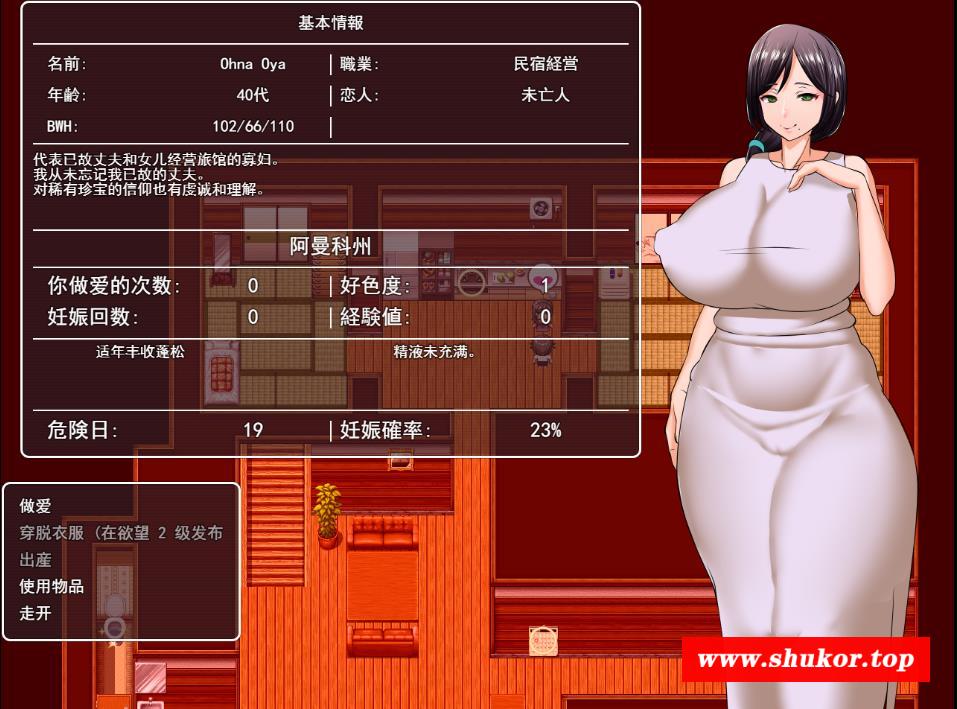 基本情報
名前: Ohna Oya 職業: 民宿経営
年齢: 40代 恋人: 未亡人
BWH: 102/66/110
代表已故丈夫和女儿经营旅馆的寡妇。
我从未忘记我已故的丈夫。
对稀有珍宝的信仰也有虔诚和理解。
阿曼科州
你做爱的次数: 0 好色度: 1
妊娠回数: 0 経験値: 0
适年丰收蓬松 精液未充满。
危険日: 19 妊娠確率: 23%
做爱
穿脱衣服 (在欲望 2 级发布
出産
使用物品
走开
www.shukor.top